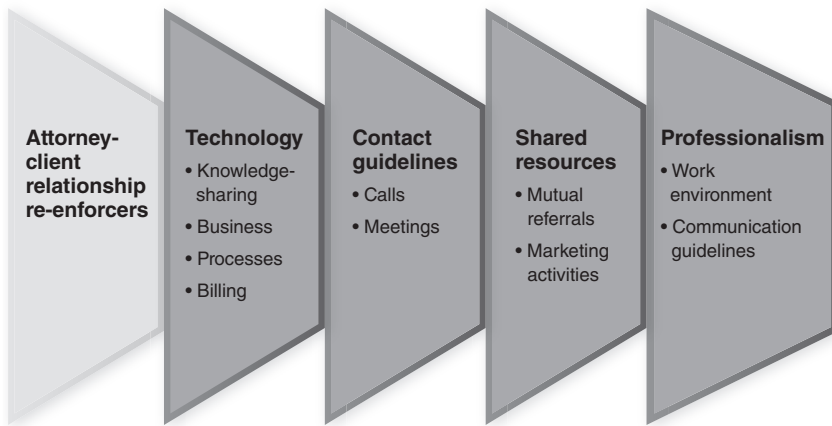 Attorney-
client
relationship
re-enforcers
Technology
• Knowledge-
sharing
• Business
• Processes
• Billing
Contact
guidelines
• Calls
• Meetings
Shared
resources
• Mutual
referrals
• Marketing
activities
Professionalism
• Work
environment
• Communication
guidelines